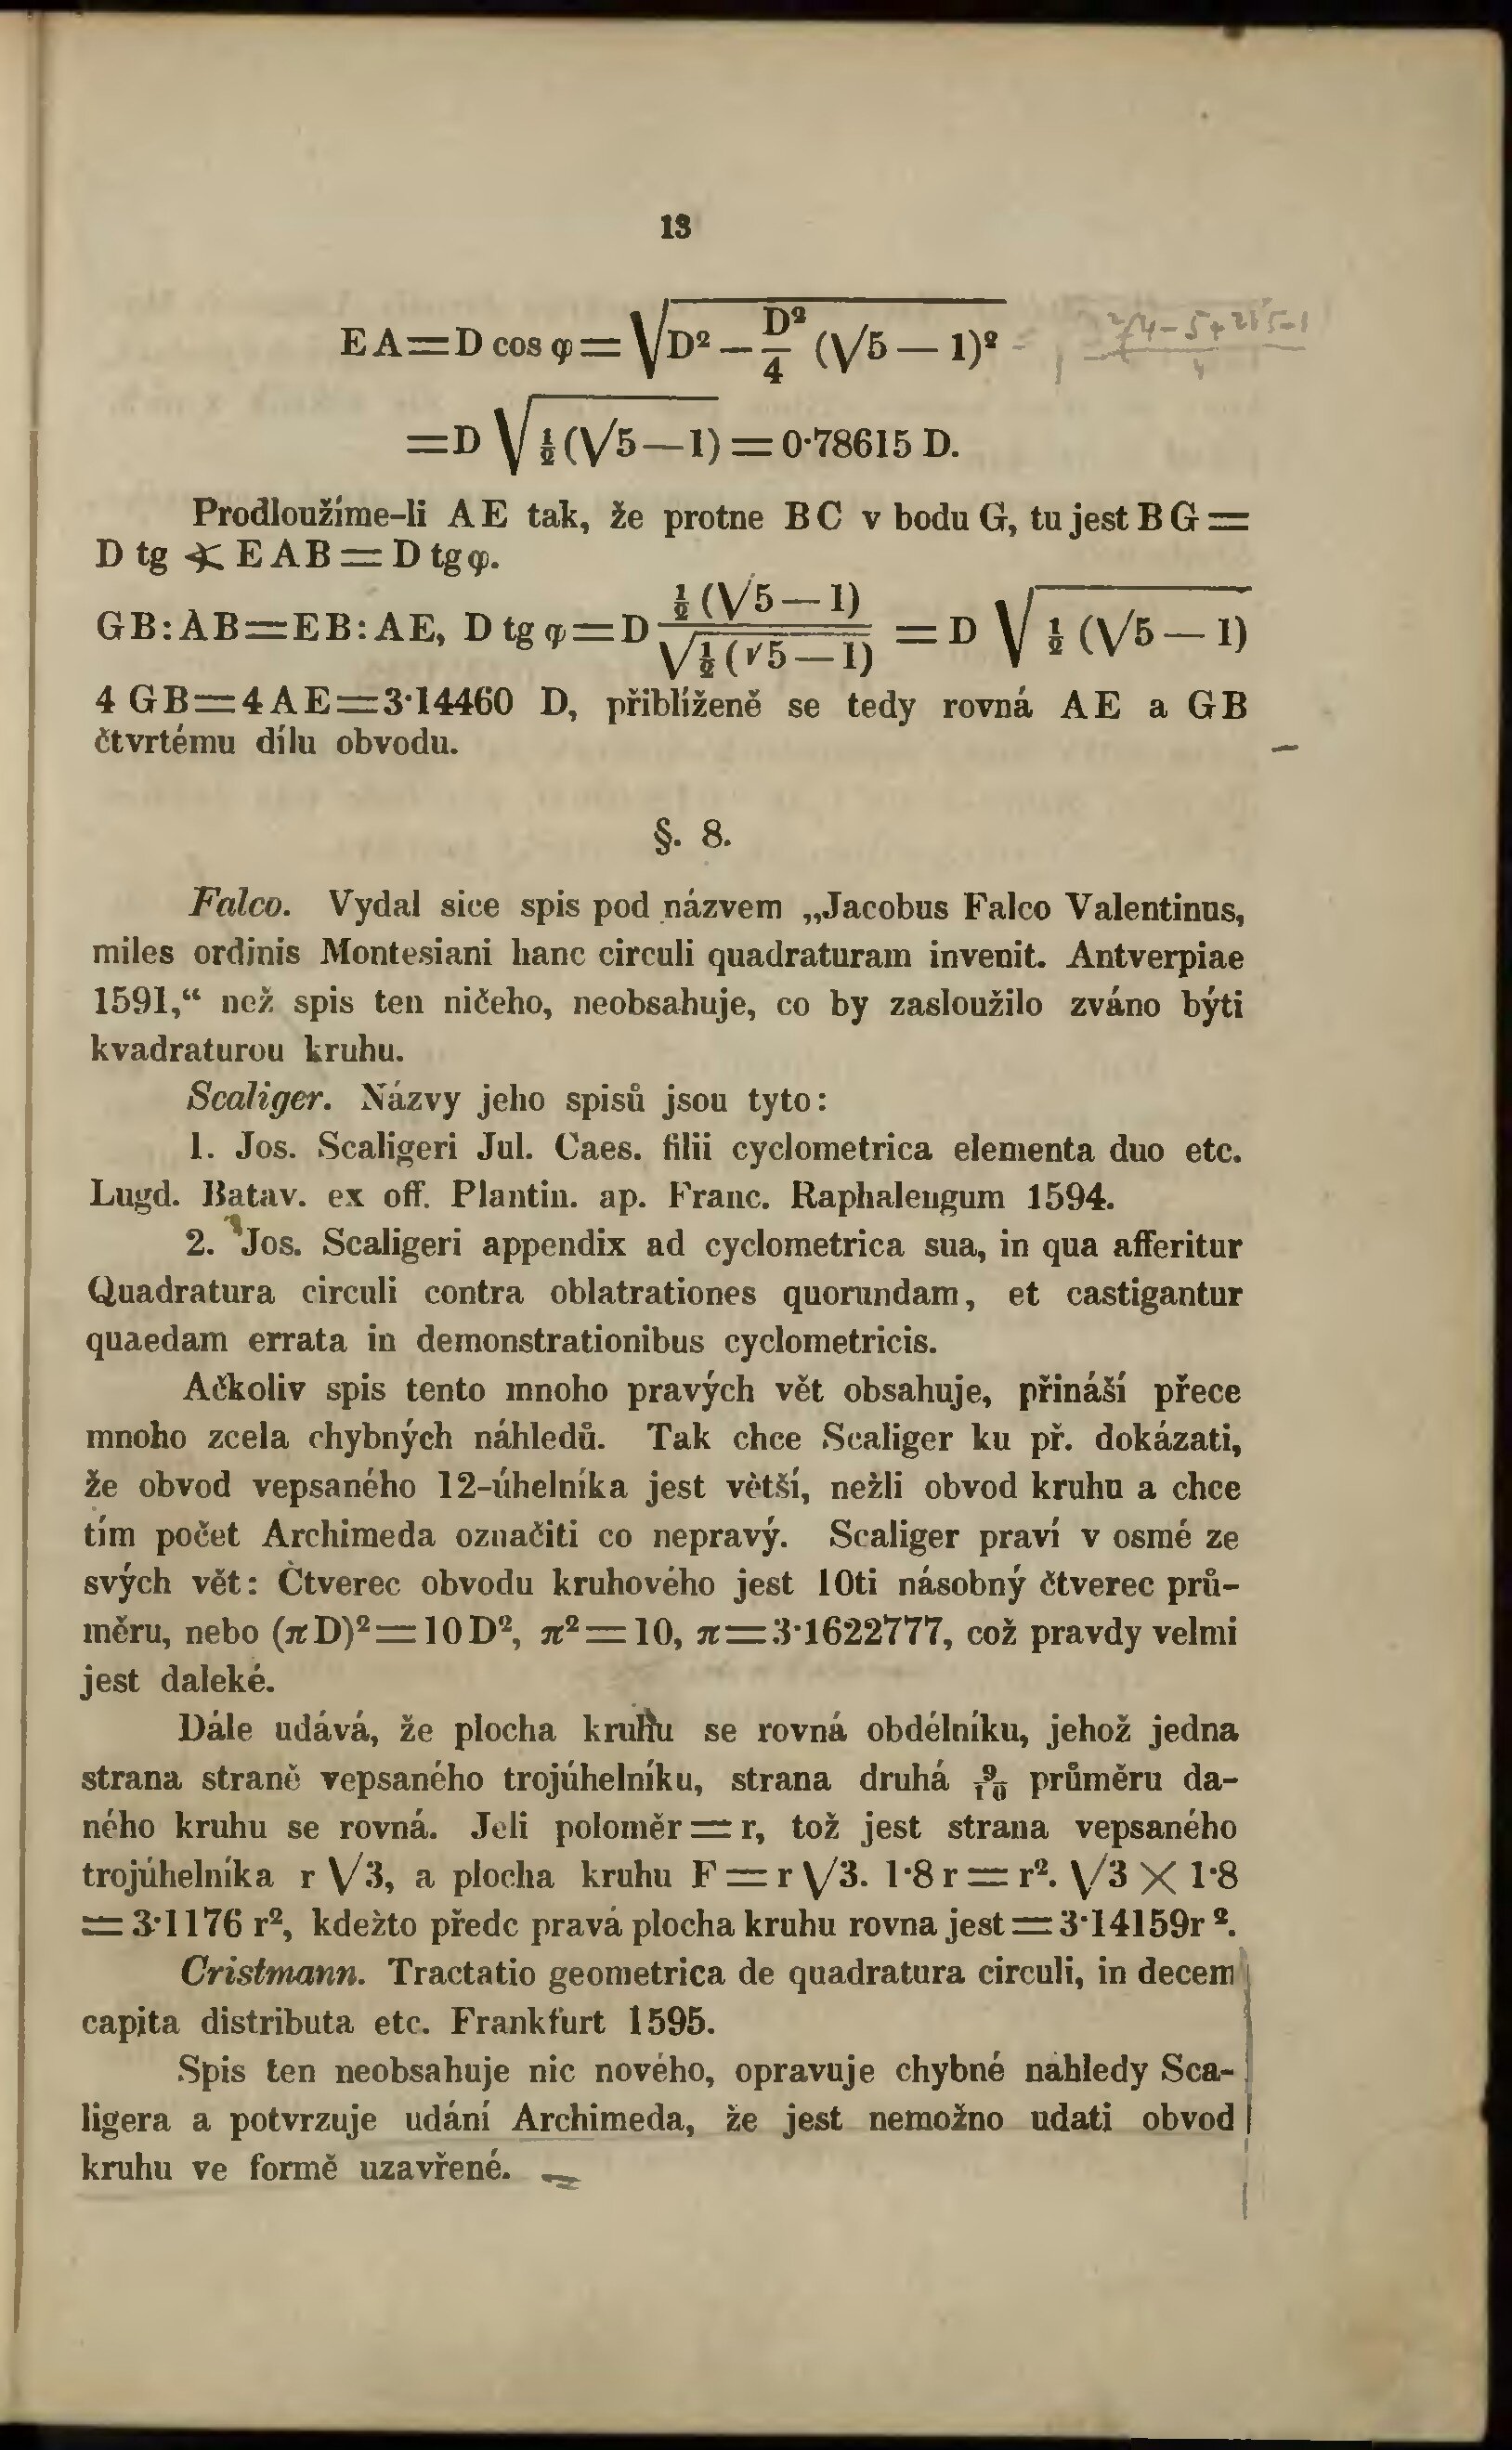 13
EA=D cos φ=√D²—D²/4 (√5—1)²
=D √½(√5—1)=0·78615 D.
Prodloužíme-li AE tak, že protne BC v bodu G, tu jest BG=
D tg ∢ EAB=D tg φ.
GB:AB=EB:AE, D tg φ=D ½(√5—1)/√½(√5—1) =D √½(√5—1)
4 GB=4AE=3·14460 D, přiblíženě se tedy rovná AE a GB
čtvrtému dílu obvodu.
§. 8.
Falco. Vydal sice spis pod názvem „Jacobus Falco Valentinus,
miles ordinis Montesiani hanc circuli quadraturam invenit. Antverpiae
1591,“ než spis ten ničeho, neobsahuje, co by zasloužilo zváno býti
kvadraturou kruhu.
Scaliger. Názvy jeho spisů jsou tyto:
1. Jos. Scaligeri Jul. Caes. filii cyclometrica elementa duo etc.
Lugd. Batav. ex off. Plantin. ap. Franc. Raphalengum 1594.
2. Jos. Scaligeri appendix ad cyclometrica sua, in qua afferitur
Quadratura circuli contra oblatrationes quorundam, et castigantur
quaedam errata in demonstrationibus cyclometricis.
Ačkoliv spis tento mnoho pravých vět obsahuje, přináší přece
mnoho zcela chybných náhledů. Tak chce Scaliger ku př. dokázati,
že obvod vepsaného 12-úhelníka jest větší, nežli obvod kruhu a chce
tím počet Archimeda označiti co nepravý. Scaliger praví v osmé ze
svých vět: Čtverec obvodu kruhového jest 10ti násobný čtverec prů-
měru, nebo (πD)²=10D², π²=10, π=3·1622777, což pravdy velmi
jest daleké.
Dále udává, že plocha kruhu se rovná obdélníku, jehož jedna
strana straně vepsaného trojúhelníku, strana druhá 9/10 průměru da-
ného kruhu se rovná. Jeli poloměr=r, tož jest strana vepsaného
trojúhelníka r √3, a plocha kruhu F=r√3. 1·8r=r². √3×1·8
=3·1176 r², kdežto předc pravá plocha kruhu rovna jest=3·14159r².
Cristmann. Tractatio geometrica de quadratura circuli, in decem
capita distributa etc. Frankfurt 1595.
Spis ten neobsahuje nic nového, opravuje chybné náhledy Sca-
ligera a potvrzuje udání Archimeda, že jest nemožno udati obvod
kruhu ve formě uzavřené.